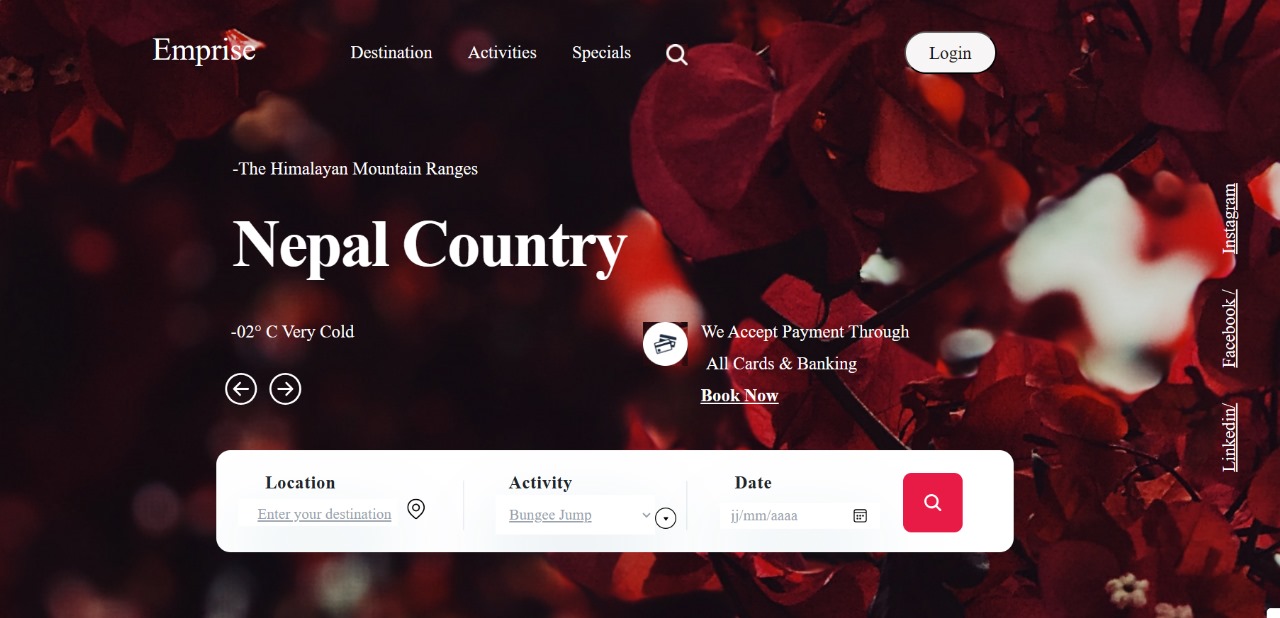 Emprise
Destination
Activities
Specials
Login
-The Himalayan Mountain Ranges
Nepal Country
-02° C Very Cold
We Accept Payment Through
All Cards & Banking
Book Now
Instagram
Facebook /
Linkedin/
Location
Activity
Date
Enter your destination
Bungee Jump
jj/mm/aaaa